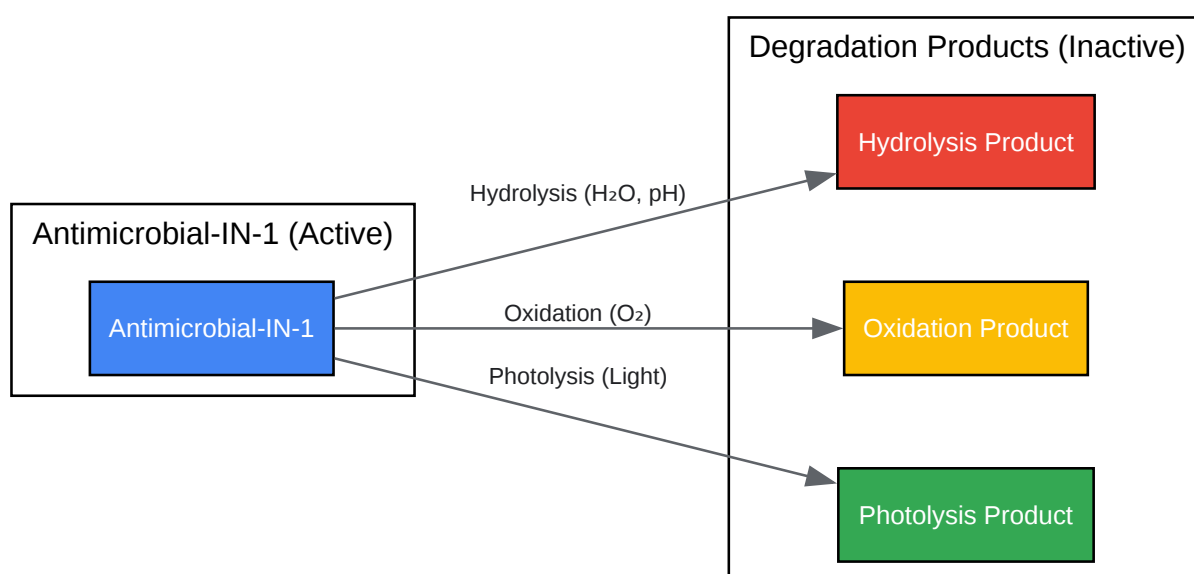 Degradation Products (Inactive)
Hydrolysis Product
Hydrolysis (H₂O, pH)
Antimicrobial-IN-1 (Active)
Antimicrobial-IN-1
Oxidation (O₂)
Oxidation Product
Photolysis (Light)
Photolysis Product